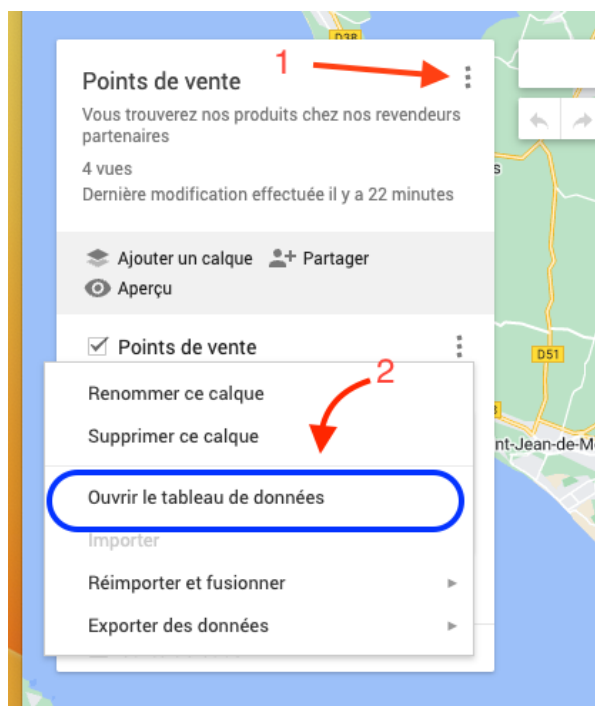 D38
1
Points de vente
Vous trouverez nos produits chez nos revendeurs
partenaires
4 vues
Dernière modification effectuée il y a 22 minutes
s
Ajouter un calque Partager
Aperçu
Points de vente
D51
2
Renommer ce calque
Supprimer ce calque
nt-Jean-de-M
Ouvrir le tableau de données
Importer
Réimporter et fusionner
Exporter des données